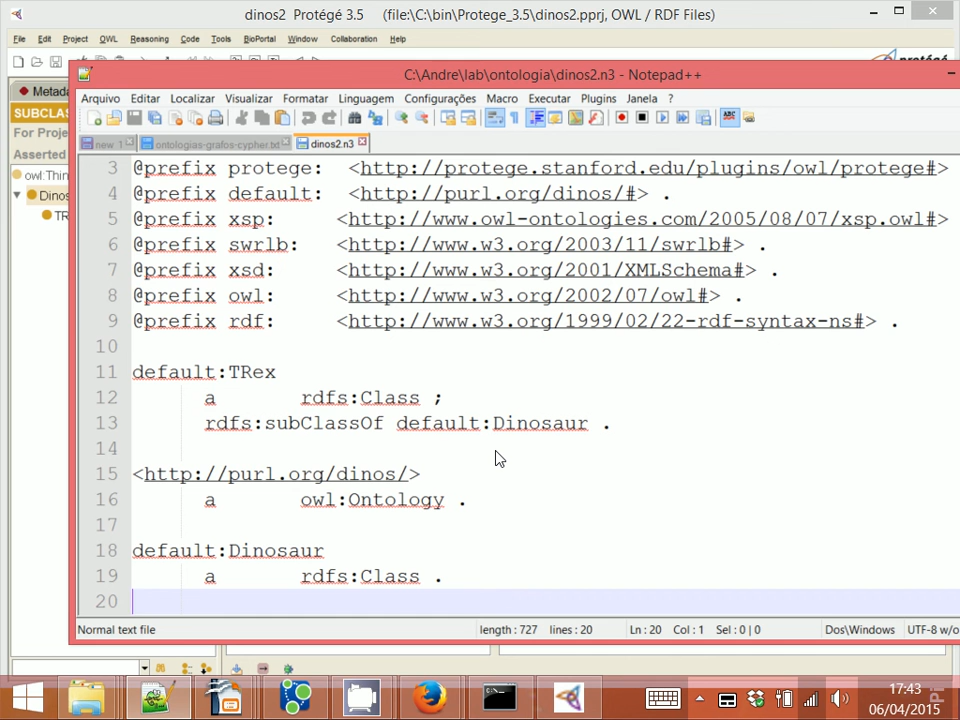 dinos2 Protégé 3.5 (file:\C:\bin\Protege_3.5\dinos2.pprj, OWL / RDF Files)
File Edit Project OWL Reasoning Code Tools BioPortal Window Collaboration Help
protégé
C:\Andre\lab\ontologia\dinos2.n3 - Notepad++
Metada
SUBCLAS
For Proje
Asserted
owl:Thin
Dinos
TR
Arquivo Editar Localizar Visualizar Formatar Linguagem Configurações Macro Executar Plugins Janela ?
new 1 ontologias-grafos-cypher.txt dinos2.n3
3 @prefix protege: <http://protege.stanford.edu/plugins/owl/protege#>
4 @prefix default: <http://purl.org/dinos/#> .
5 @prefix xsp: <http://www.owl-ontologies.com/2005/08/07/xsp.owl#>
6 @prefix swrlb: <http://www.w3.org/2003/11/swrlb#> .
7 @prefix xsd: <http://www.w3.org/2001/XMLSchema#> .
8 @prefix owl: <http://www.w3.org/2002/07/owl#> .
9 @prefix rdf: <http://www.w3.org/1999/02/22-rdf-syntax-ns#> .
10
11 default:TRex
12 a rdfs:Class ;
13 rdfs:subClassOf default:Dinosaur .
14
15 <http://purl.org/dinos/>
16 a owl:Ontology .
17
18 default:Dinosaur
19 a rdfs:Class .
20
Normal text file length : 727 lines : 20 Ln : 20 Col : 1 Sel : 0 | 0 Dos\Windows UTF-8 w/o
17:43
06/04/2015